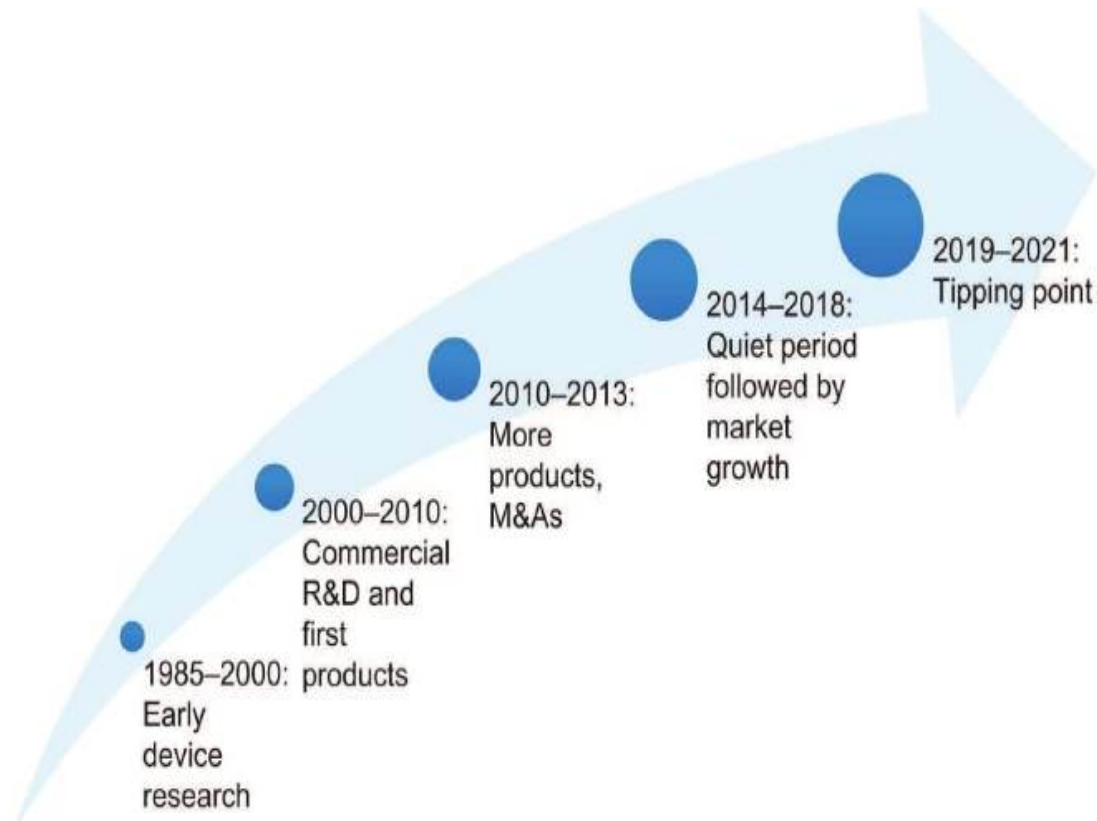 1985–2000:
Early
device
research
2000–2010:
Commercial
R&D and
first
products
2010–2013:
More
products,
M&As
2014–2018:
Quiet period
followed by
market
growth
2019–2021:
Tipping point